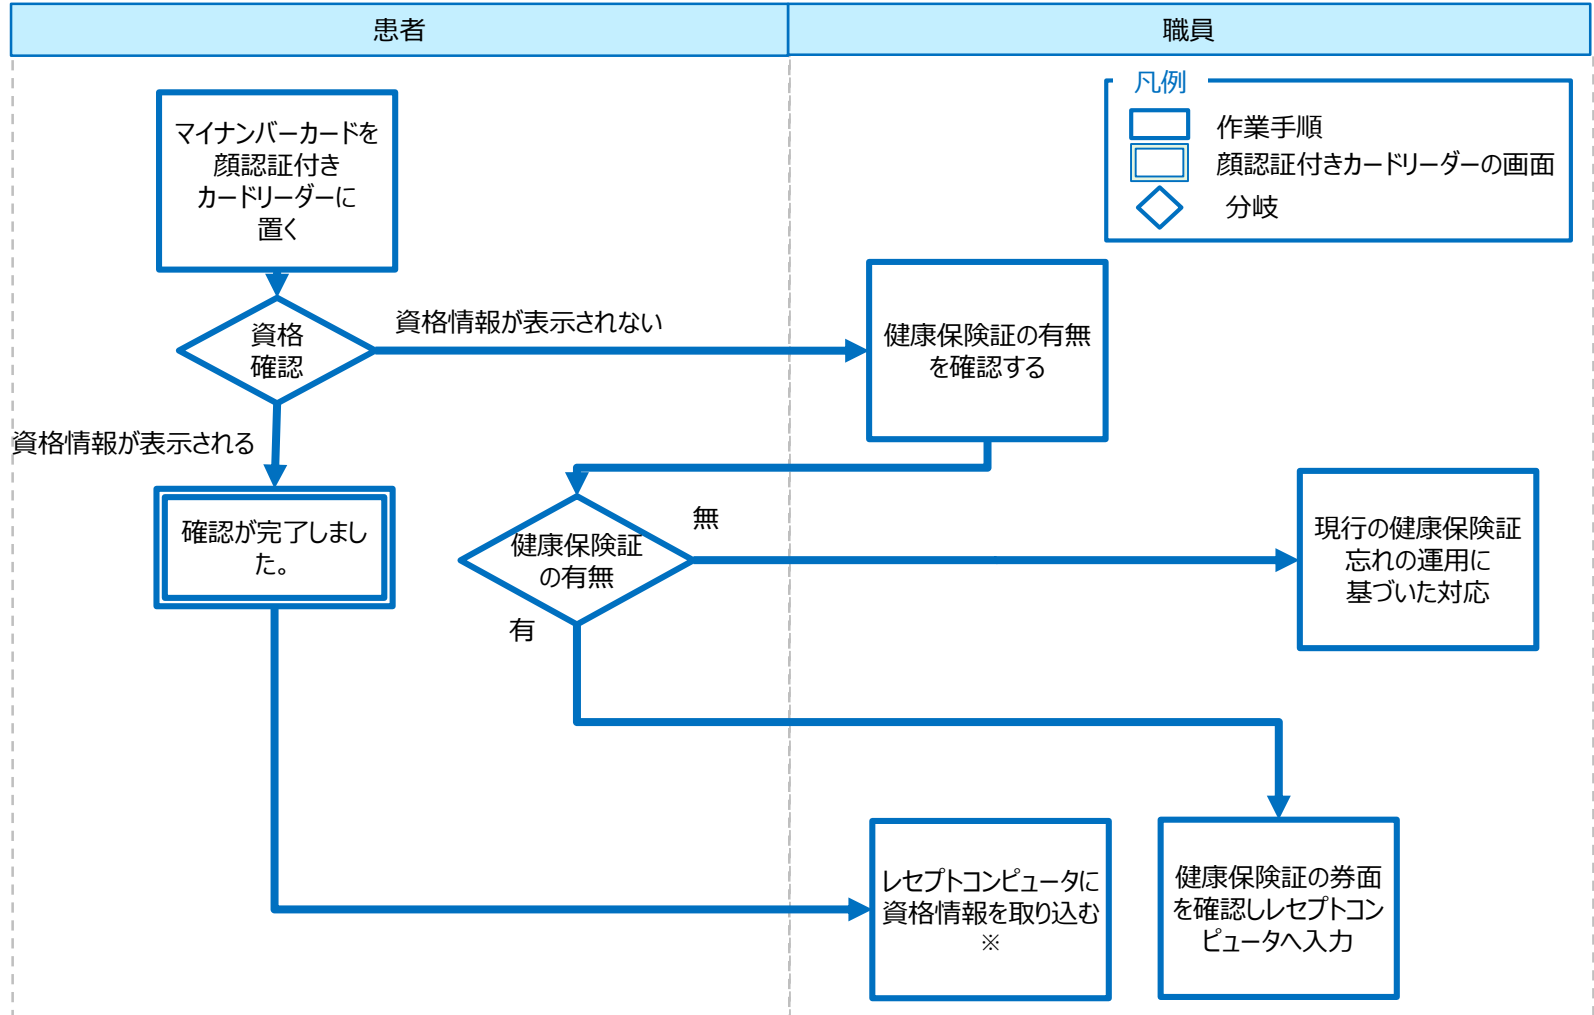 患者
職員
凡例
作業手順
顔認証付きカードリーダーの画面
分岐
マイナンバーカードを
顔認証付き
カードリーダーに
置く
資格
確認
資格情報が表示されない
健康保険証の有無
を確認する
資格情報が表示される
確認が完了しまし
た。
健康保険証
の有無
無
有
現行の健康保険証
忘れの運用に
基づいた対応
レセプトコンピュータに
資格情報を取り込む
※
健康保険証の券面
を確認しレセプトコン
ピュータへ入力